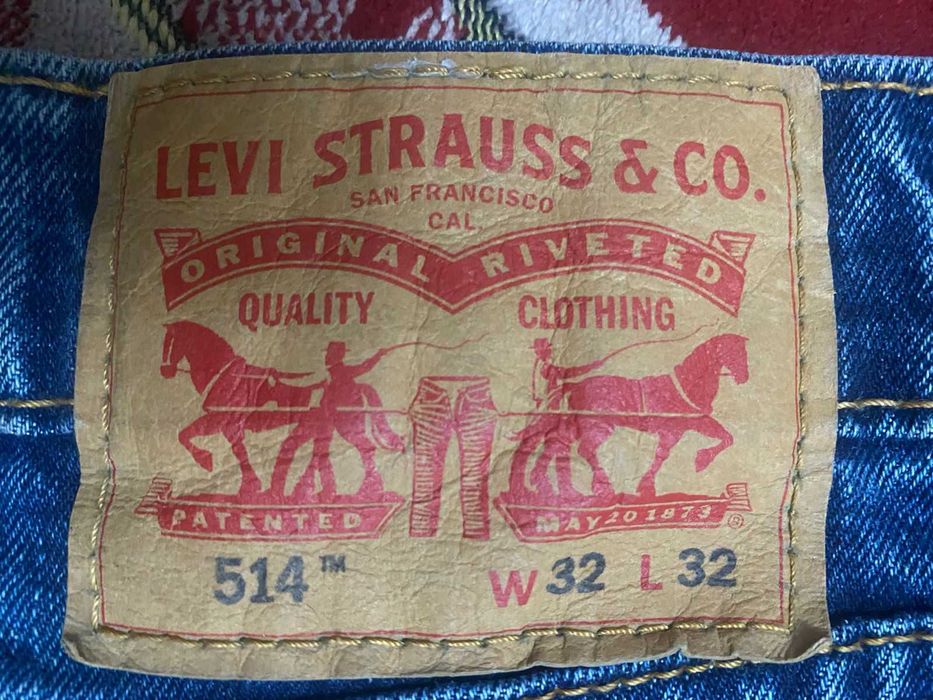 LEVI STRAUSS & CO.
SAN FRANCISCO
CAL.
ORIGINAL RIVETED
QUALITY CLOTHING
PATENTED MAY 20 1873 ®
514™ W 32 L 32